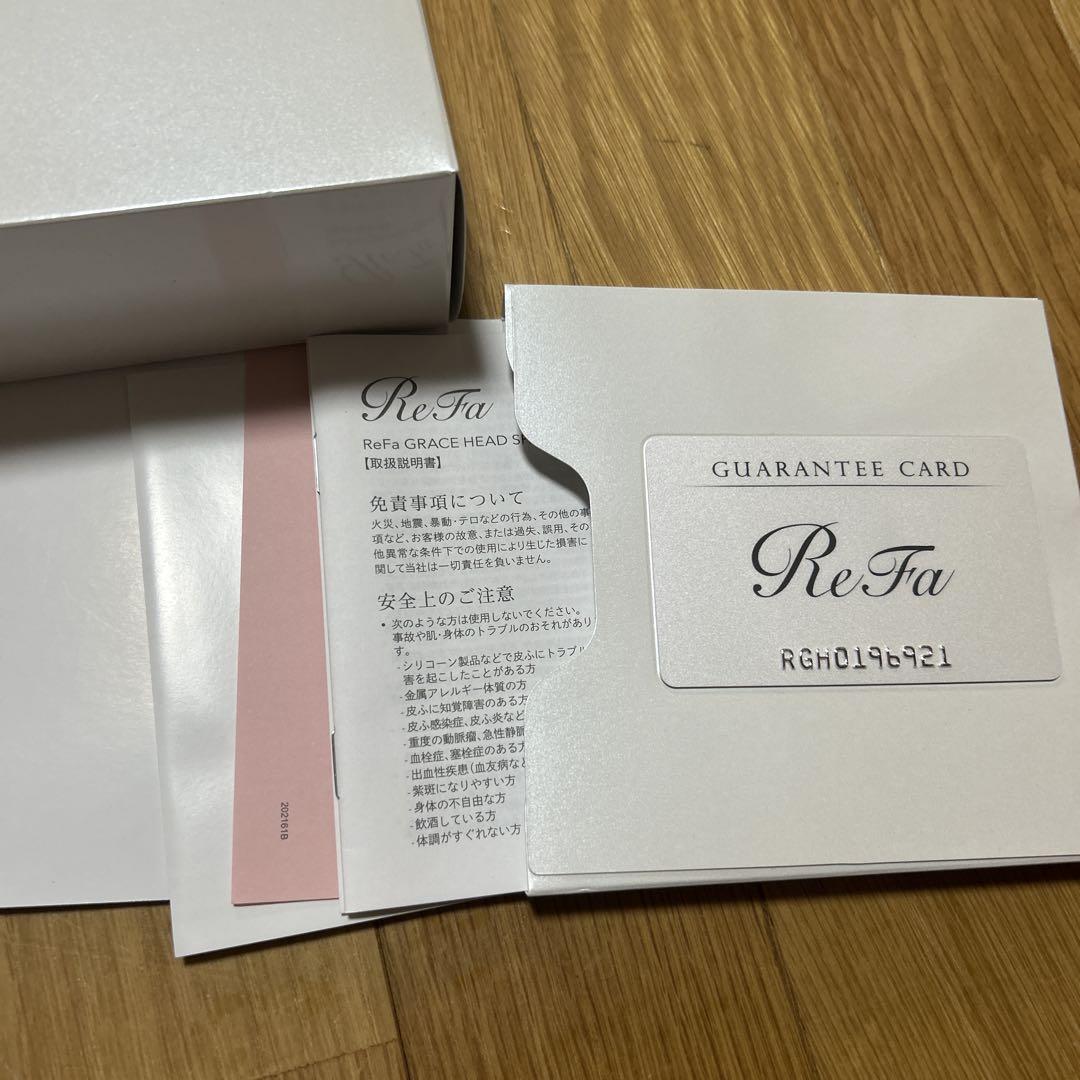 ReFa
ReFa GRACE HEAD
【取扱説明書】
免責事項について
火災、地震、暴動・テロなどの行為、その他の事
項など、お客様の故意、または過失、誤用、その
他異常な条件下での使用により生じた損害に
関して当社は一切責任を負いません。
安全上のご注意
• 次のような方は使用しないでください。
事故や肌・身体のトラブルのおそれがあり
す。
-シリコーン製品などで皮ふにトラブル
害を起こしたことがある方
-金属アレルギー体質の方
-皮ふに知覚障害のある方
-皮ふ感染症、皮ふ炎など
-重度の動脈瘤、急性静脈
-血栓症、塞栓症のある方
-出血性疾患(血友病など
-紫斑になりやすい方
-身体の不自由な方
-飲酒している方
-体調がすぐれない方
202161B
GUARANTEE CARD
ReFa
RGH0196921